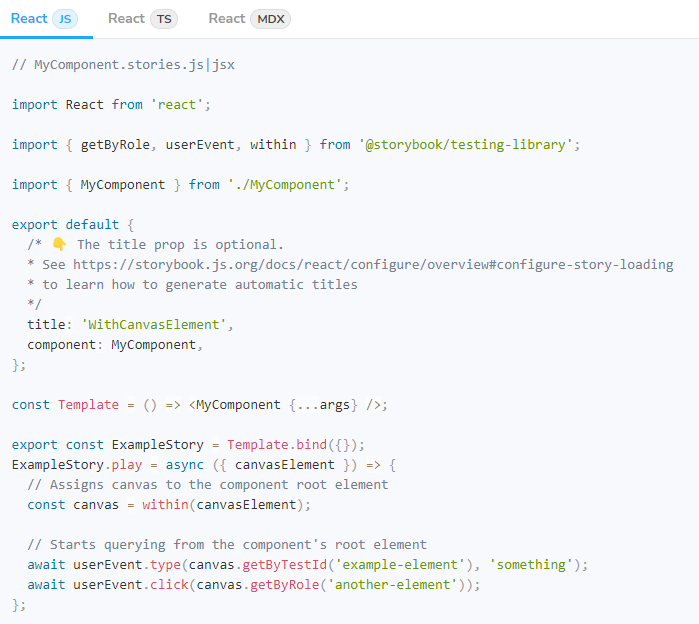 React JS React TS React MDX
// MyComponent.stories.js|jsx
import React from 'react';
import { getByRole, userEvent, within } from '@storybook/testing-library';
import { MyComponent } from './MyComponent';
export default {
/* 👇 The title prop is optional.
* See https://storybook.js.org/docs/react/configure/overview#configure-story-loading
* to learn how to generate automatic titles
*/
title: 'WithCanvasElement',
component: MyComponent,
};
const Template = () => <MyComponent {...args} />;
export const ExampleStory = Template.bind({});
ExampleStory.play = async ({ canvasElement }) => {
// Assigns canvas to the component root element
const canvas = within(canvasElement);
// Starts querying from the component's root element
await userEvent.type(canvas.getByTestId('example-element'), 'something');
await userEvent.click(canvas.getByRole('another-element'));
};